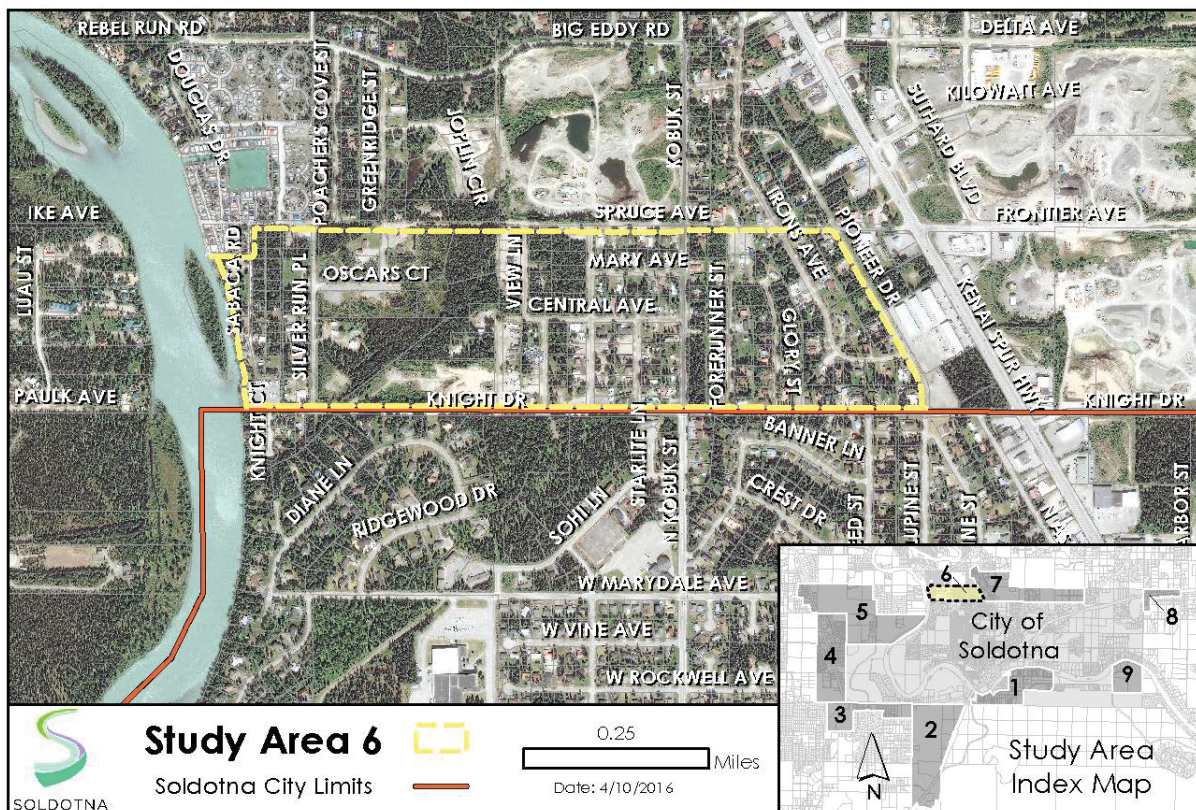 REBEL RUN RD
BIG EDDY RD
DELTA AVE
DOUGLAS DR
POACHERS COVE ST
GREENRIDGE ST
JOPLIN CIR
KOBUK ST
SUTHARD BLVD
KILOWATT AVE
IKE AVE
SPRUCE AVE
FRONTIER AVE
LUAU ST
SABACA RD
SILVER RUN PL
OSCARS CT
VIEW LN
MARY AVE
CENTRAL AVE
FORERUNNER ST
IRONS AVE
GLORY ST
PIONEER DR
KENAI SPUR HWY
PAULK AVE
KNIGHT CT
KNIGHT DR
KNIGHT DR
DIANE LN
RIDGEWOOD DR
SOHI LN
STARLITE LN
N KOBUK ST
BANNER LN
CREST DR
LUPINE ST
W MARYDALE AVE
W VINE AVE
W ROCKWELL AVE
SOLDOTNA
Study Area 6
Soldotna City Limits
0.25
Miles
Date: 4/10/2016
6
7
5
City of
Soldotna
8
4
1
9
3
2
N
Study Area
Index Map